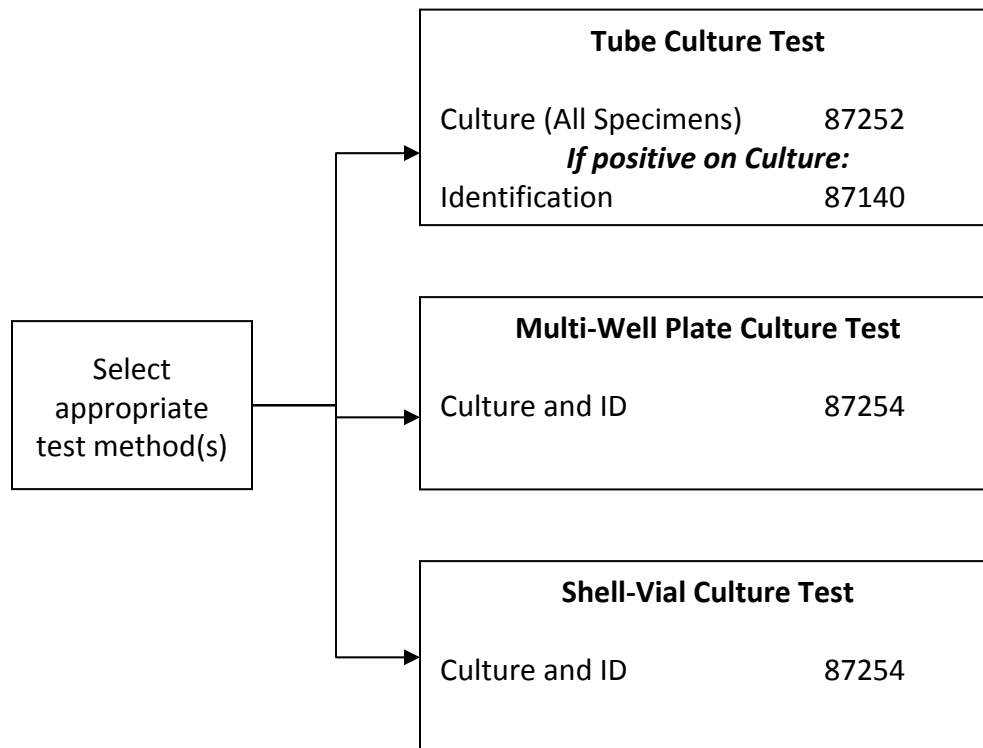 Tube Culture Test
Culture (All Specimens) 87252
If positive on Culture:
Identification 87140
Select
appropriate
test method(s)
Multi-Well Plate Culture Test
Culture and ID 87254
Shell-Vial Culture Test
Culture and ID 87254